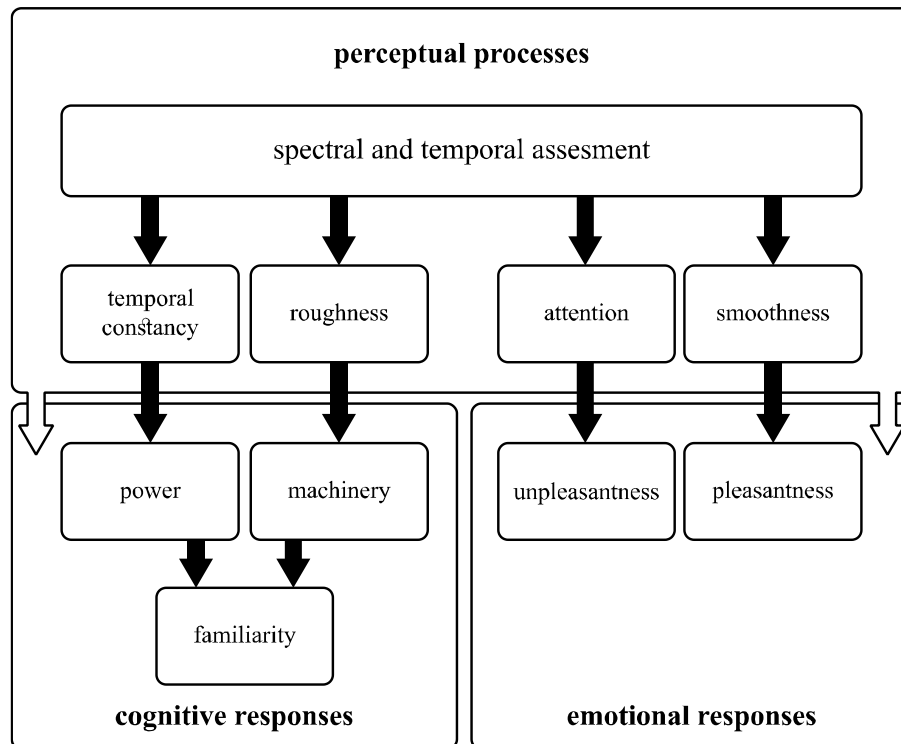 perceptual processes
spectral and temporal assesment
temporal
constancy
roughness
attention
smoothness
power
machinery
unpleasantness
pleasantness
familiarity
cognitive responses
emotional responses